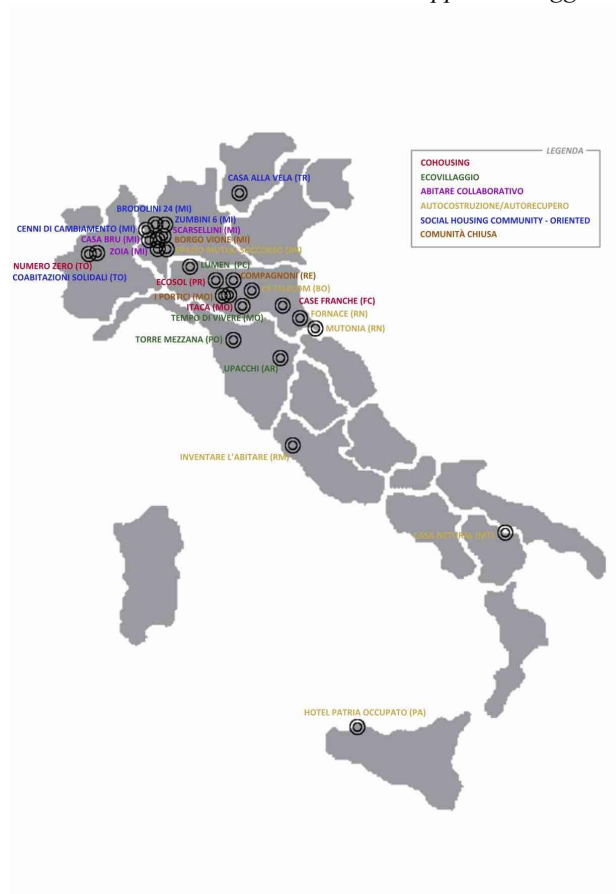 LEGENDA
COHOUSING
ECOVILLAGGIO
ABITARE COLLABORATIVO
AUTOCOSTRUZIONE/AUTORECUPERO
SOCIAL HOUSING COMMUNITY - ORIENTED
COMUNITÀ CHIUSA
CASA ALLA VELA (TR)
BRODOLINI 24 (MI)
ZUMBINI 6 (MI)
CENNI DI CAMBIAMENTO (MI)
SCARSELLINI (MI)
CASA BRU (MI)
BORGO VIONE (MI)
ZOIA (MI)
NUMERO ZERO (TO)
COABITAZIONI SOLIDALI (TO)
LUMEN (PC)
ECOSOL (PR)
COMPAGNONI (RE)
(BO)
I PORTICI (MO)
ITACA (MO)
CASE FRANCHE (FC)
TEMPO DI VIVERE (MO)
FORNACE (RN)
MUTONIA (RN)
TORRE MEZZANA (PO)
UPACCHI (AR)
INVENTARE L'ABITARE (RM)
HOTEL PATRIA OCCUPATO (PA)